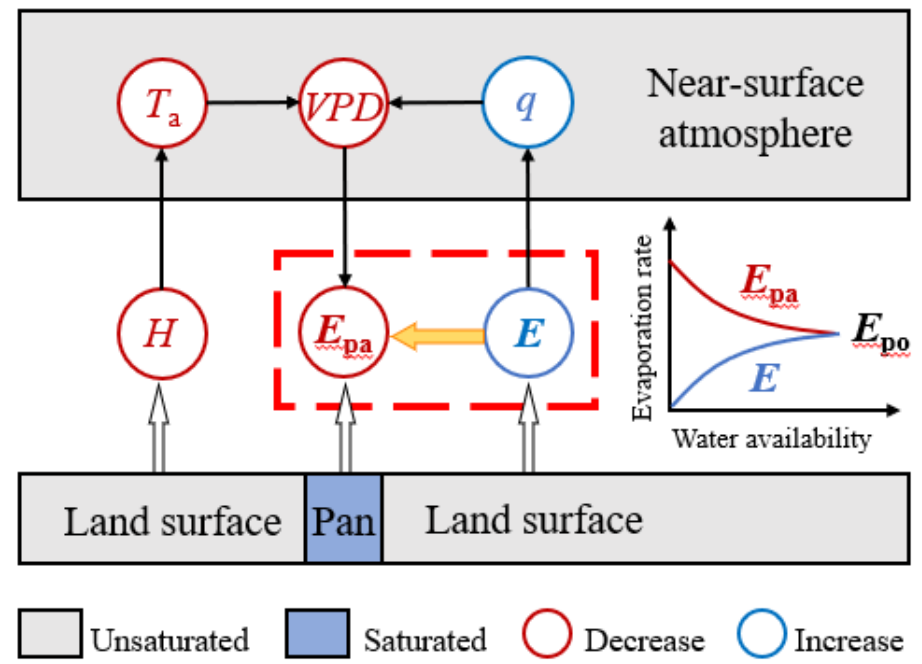 Ta
VPD
q
Near-surface
atmosphere
H
Epa
E
Evaporation rate
Epa
Epo
E
Water availability
Land surface
Pan
Land surface
Unsaturated
Saturated
Decrease
Increase